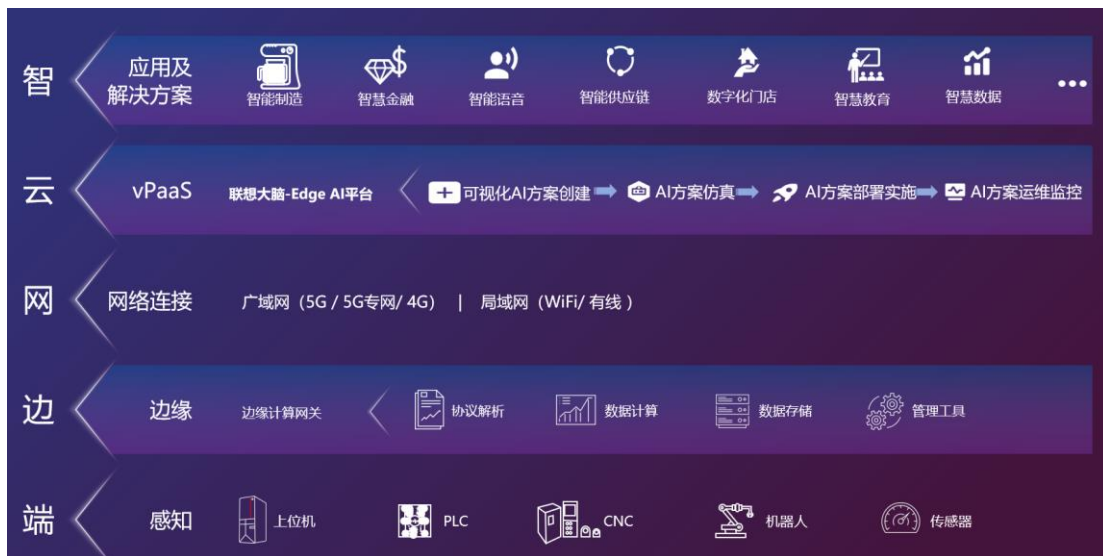 智
应用及
解决方案
智能制造
智慧金融
智能语音
智能供应链
数字化门店
智慧教育
智慧数据
•••
云
vPaaS
联想大脑-Edge AI平台
可视化AI方案创建
AI方案仿真
AI方案部署实施
AI方案运维监控
网
网络连接
广域网（5G / 5G专网/ 4G） | 局域网（WiFi/ 有线 ）
边
边缘
边缘计算网关
协议解析
数据计算
数据存储
管理工具
端
感知
上位机
PLC
CNC
机器人
传感器